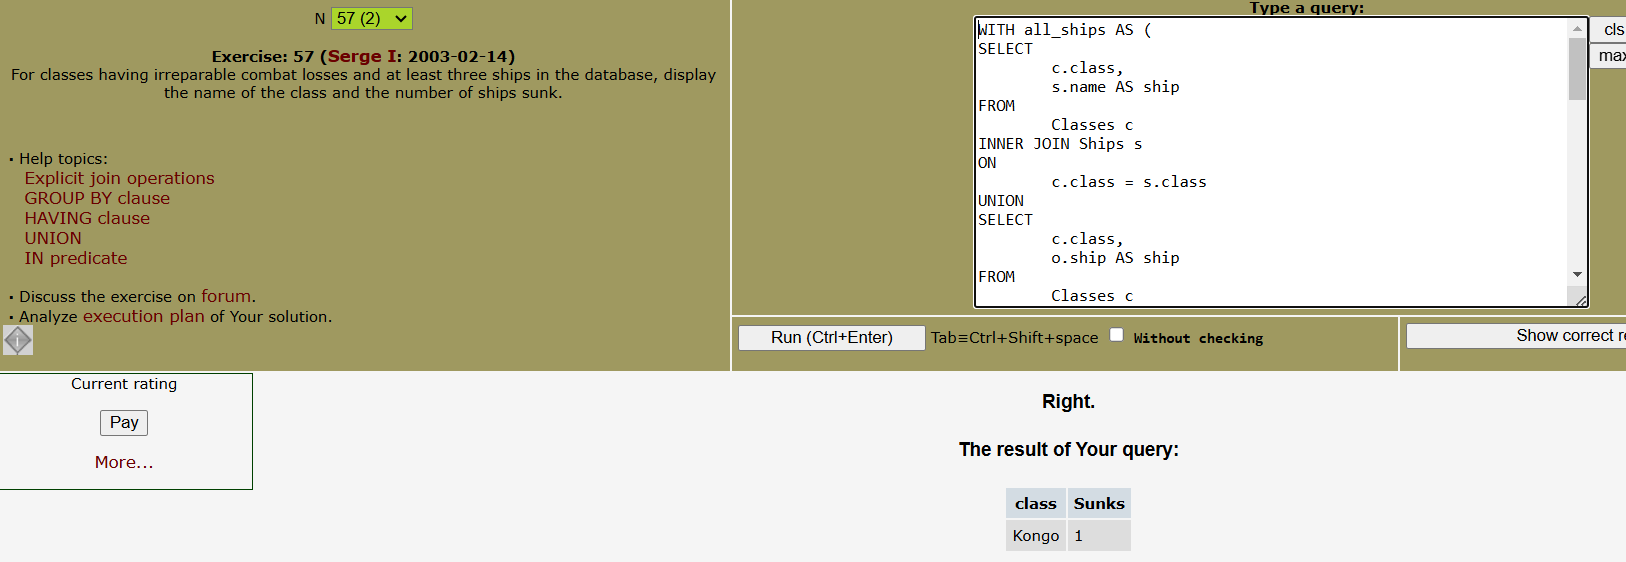 N 57 (2)
Exercise: 57 (Serge I: 2003-02-14)
For classes having irreparable combat losses and at least three ships in the database, display
the name of the class and the number of ships sunk.
· Help topics:
Explicit join operations
GROUP BY clause
HAVING clause
UNION
IN predicate
· Discuss the exercise on forum.
· Analyze execution plan of Your solution.
Type a query:
WITH all_ships AS (
SELECT
c.class,
s.name AS ship
FROM
Classes c
INNER JOIN Ships s
ON
c.class = s.class
UNION
SELECT
c.class,
o.ship AS ship
FROM
Classes c
cls
max
Run (Ctrl+Enter) Tab≡Ctrl+Shift+space Without checking
Show correct re
Current rating
Pay
More...
Right.
The result of Your query:
class Sunks
Kongo 1